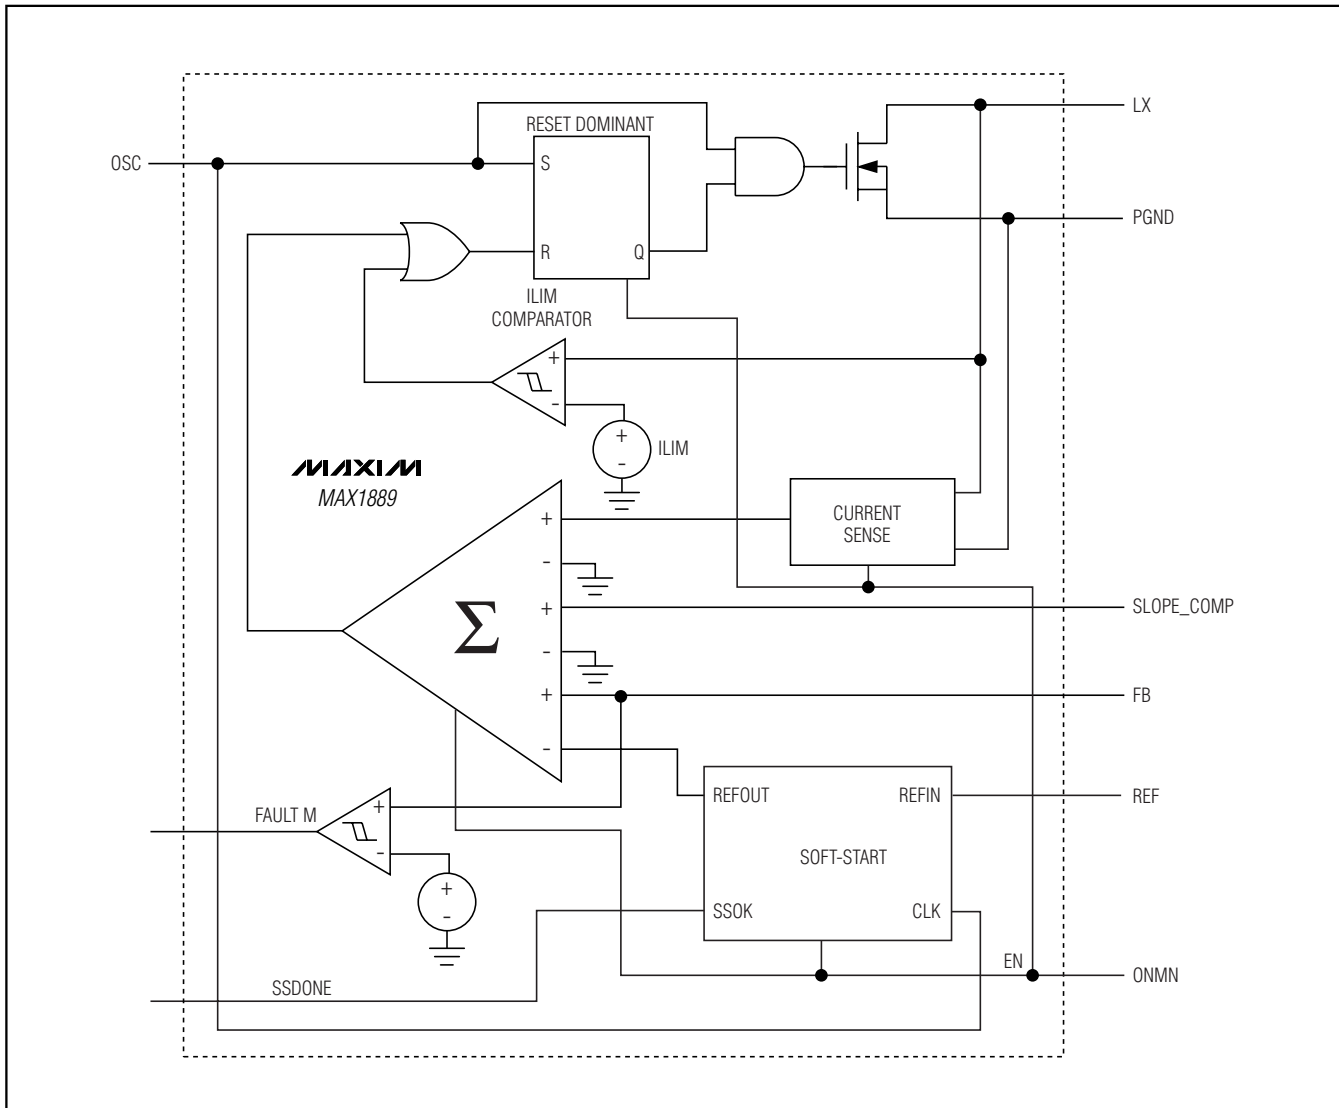 LX
RESET DOMINANT
OSC
S
PGND
R
Q
ILIM
COMPARATOR
+
-
+
-
ILIM
MAXIM
MAX1889
CURRENT
SENSE
+
-
Σ
+
SLOPE_COMP
-
+
FB
-
REFOUT
REFIN
REF
FAULT M
+
-
SOFT-START
+
-
SSOK
CLK
EN
ONMN
SSDONE